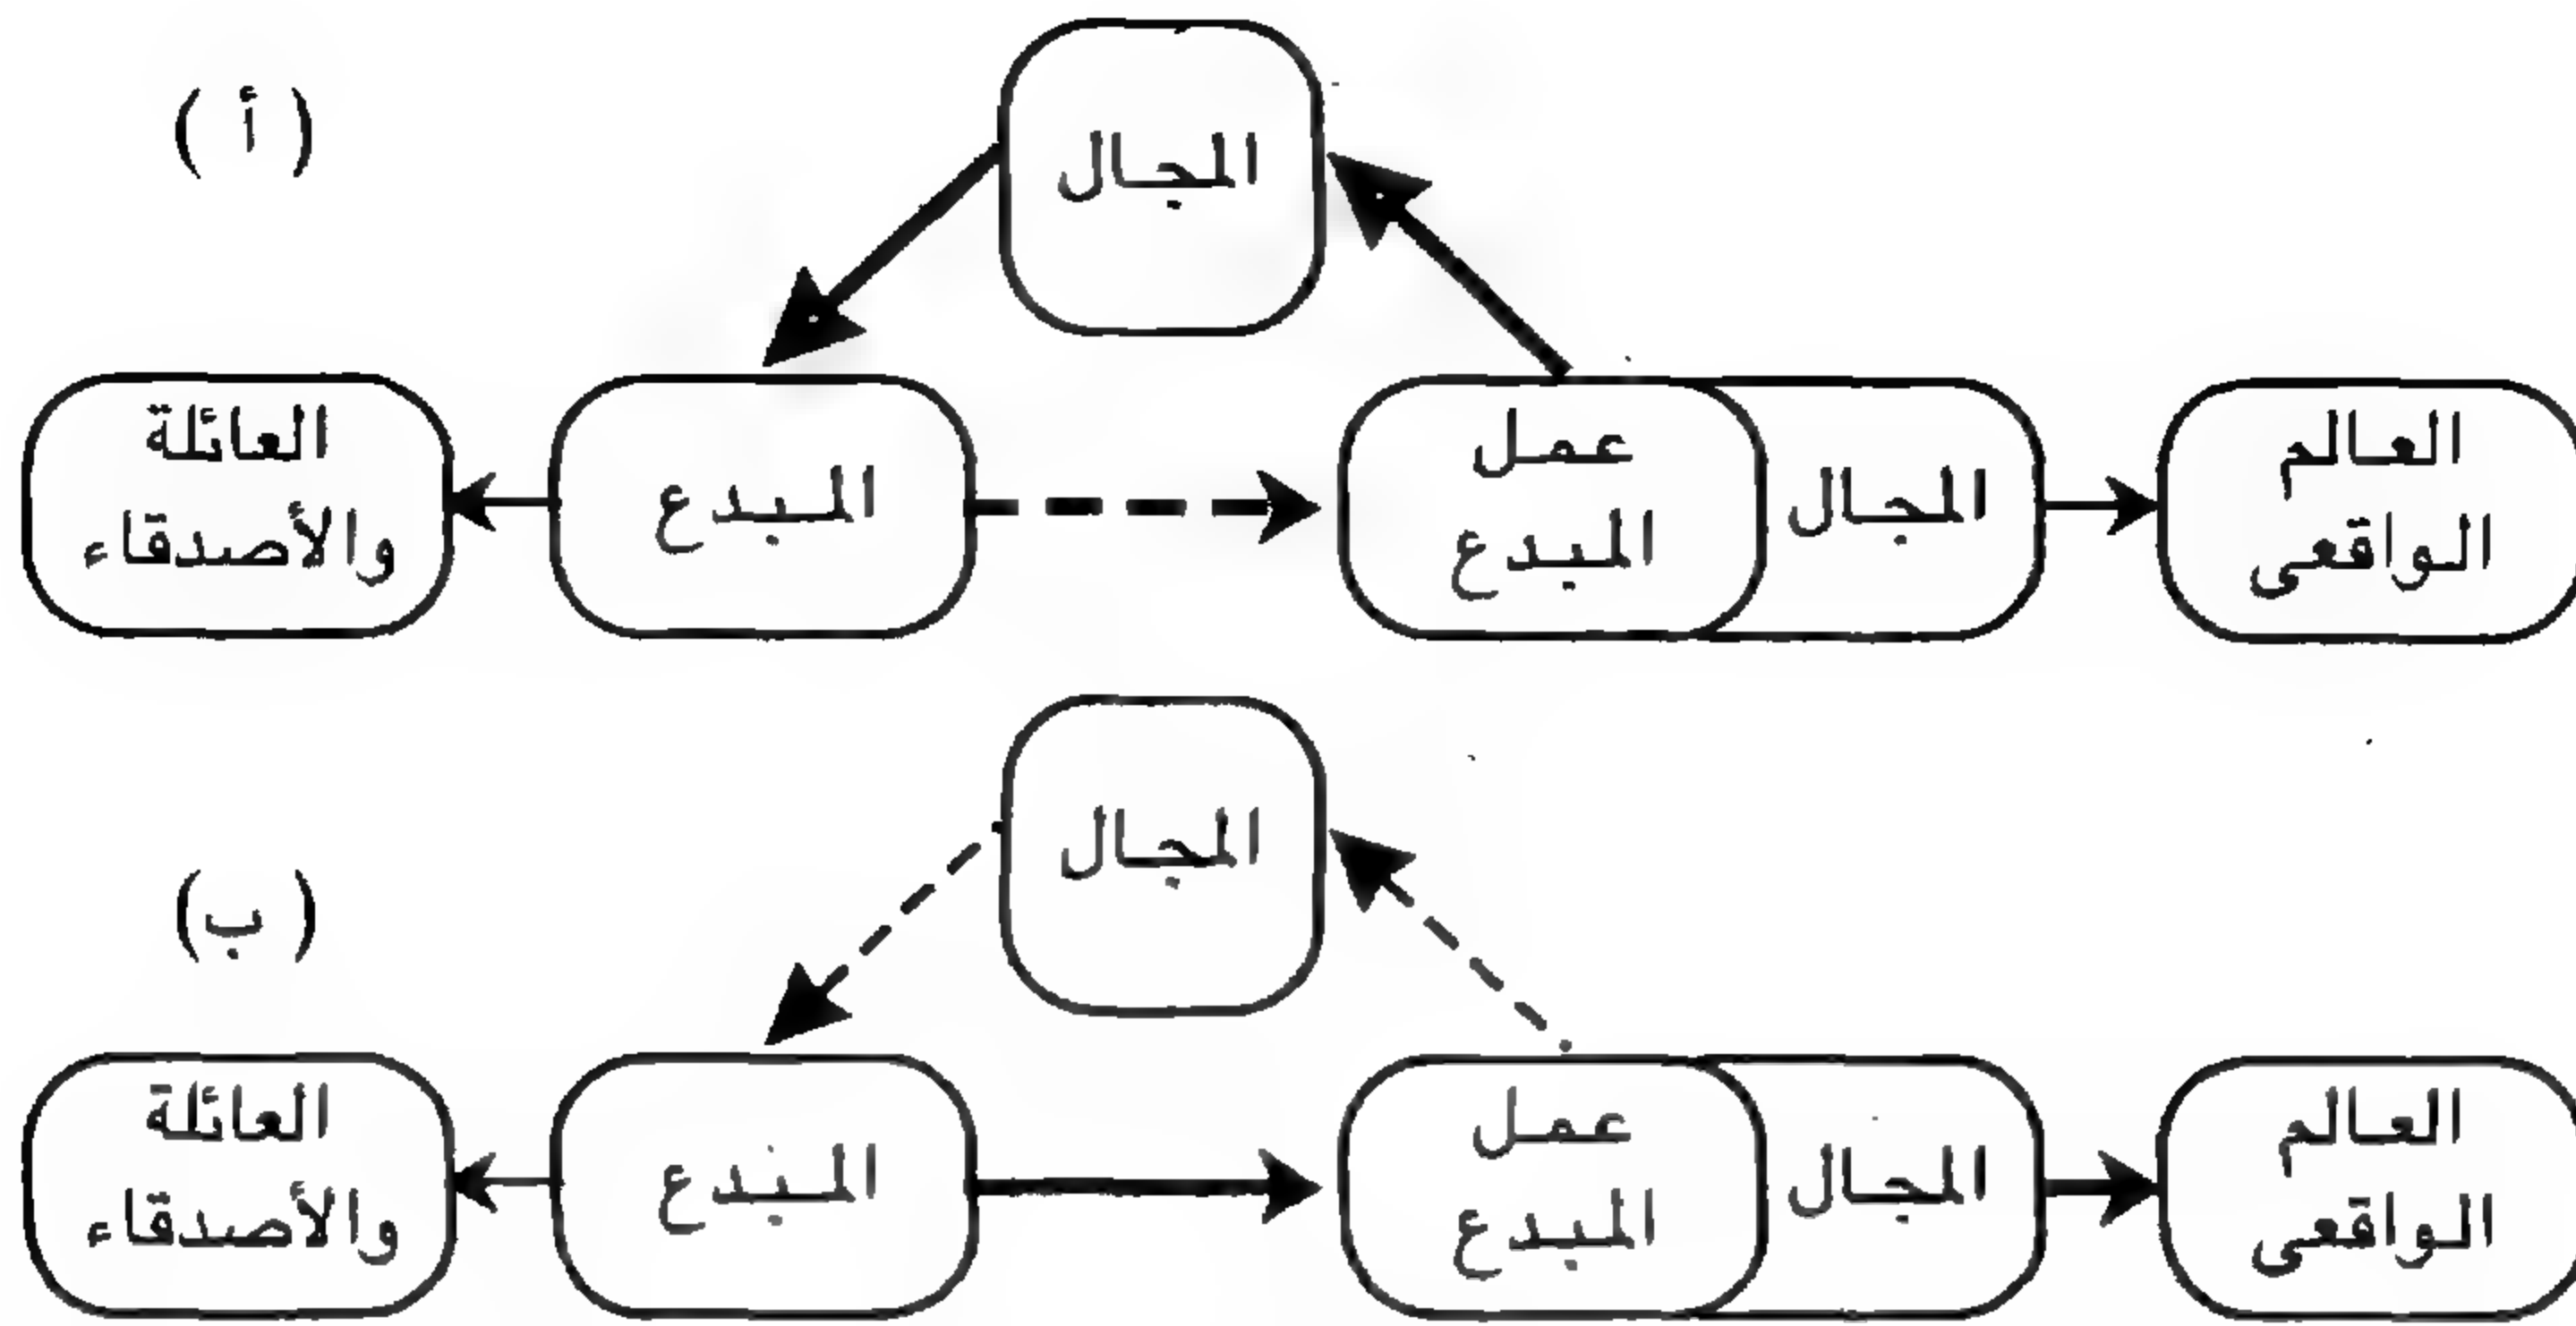 ( أ )
المجال
العالم
الواقعى
المجال
عمل
المبدع
المبدع
العائلة
والأصدقاء
(ب )
المجال
العالم
الواقعى
المجال
عمل
المبدع
المبدع
العائلة
والأصدقاء